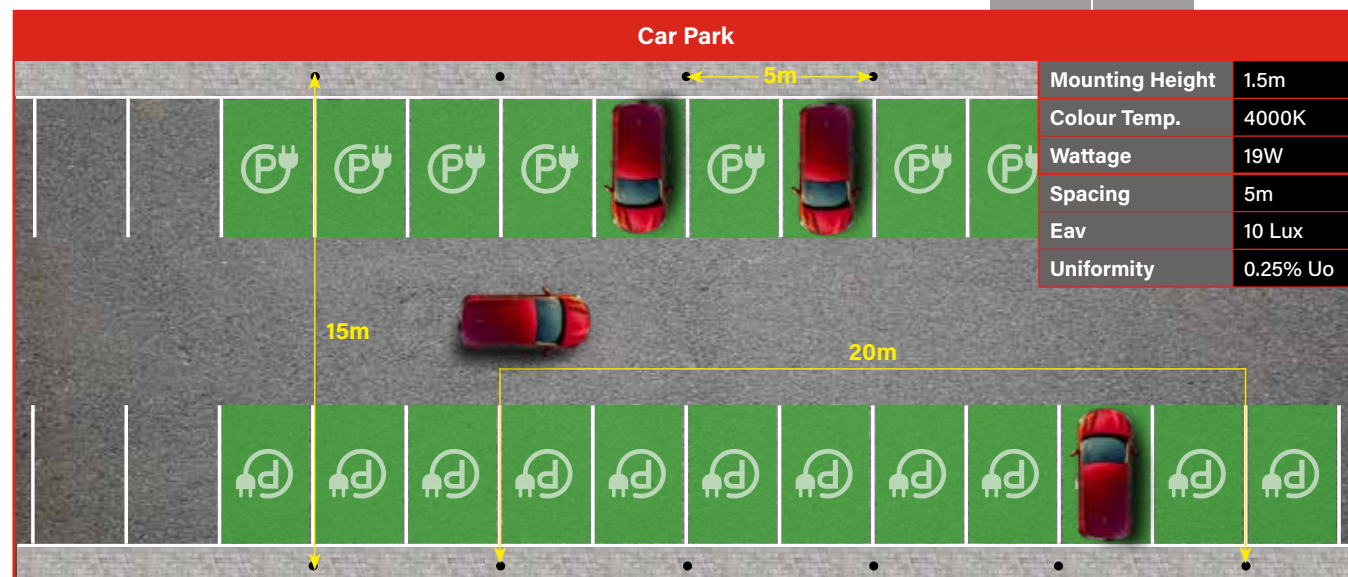 Car Park
5m
Mounting Height 1.5m
Colour Temp. 4000K
Wattage 19W
Spacing 5m
Eav 10 Lux
Uniformity 0.25% Uo
P P P P P P P
15m
20m
P P P P P P P P P P P